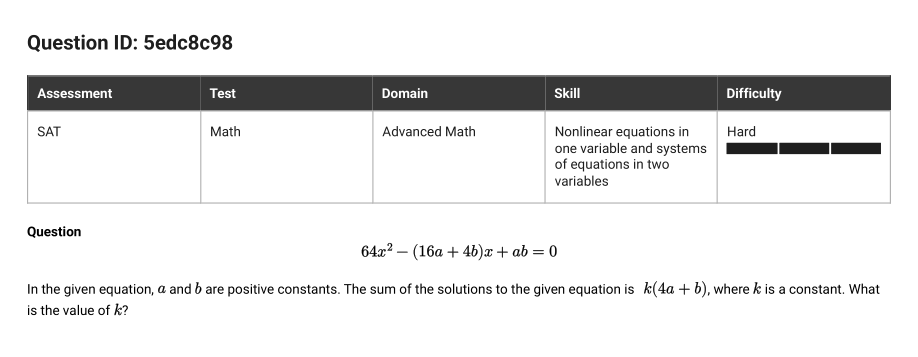 Question ID: 5edc8c98
Assessment Test Domain Skill Difficulty
SAT Math Advanced Math Nonlinear equations in one variable and systems of equations in two variables Hard
Question
64x² − (16a + 4b)x + ab = 0
In the given equation, a and b are positive constants. The sum of the solutions to the given equation is k(4a + b), where k is a constant. What
is the value of k?